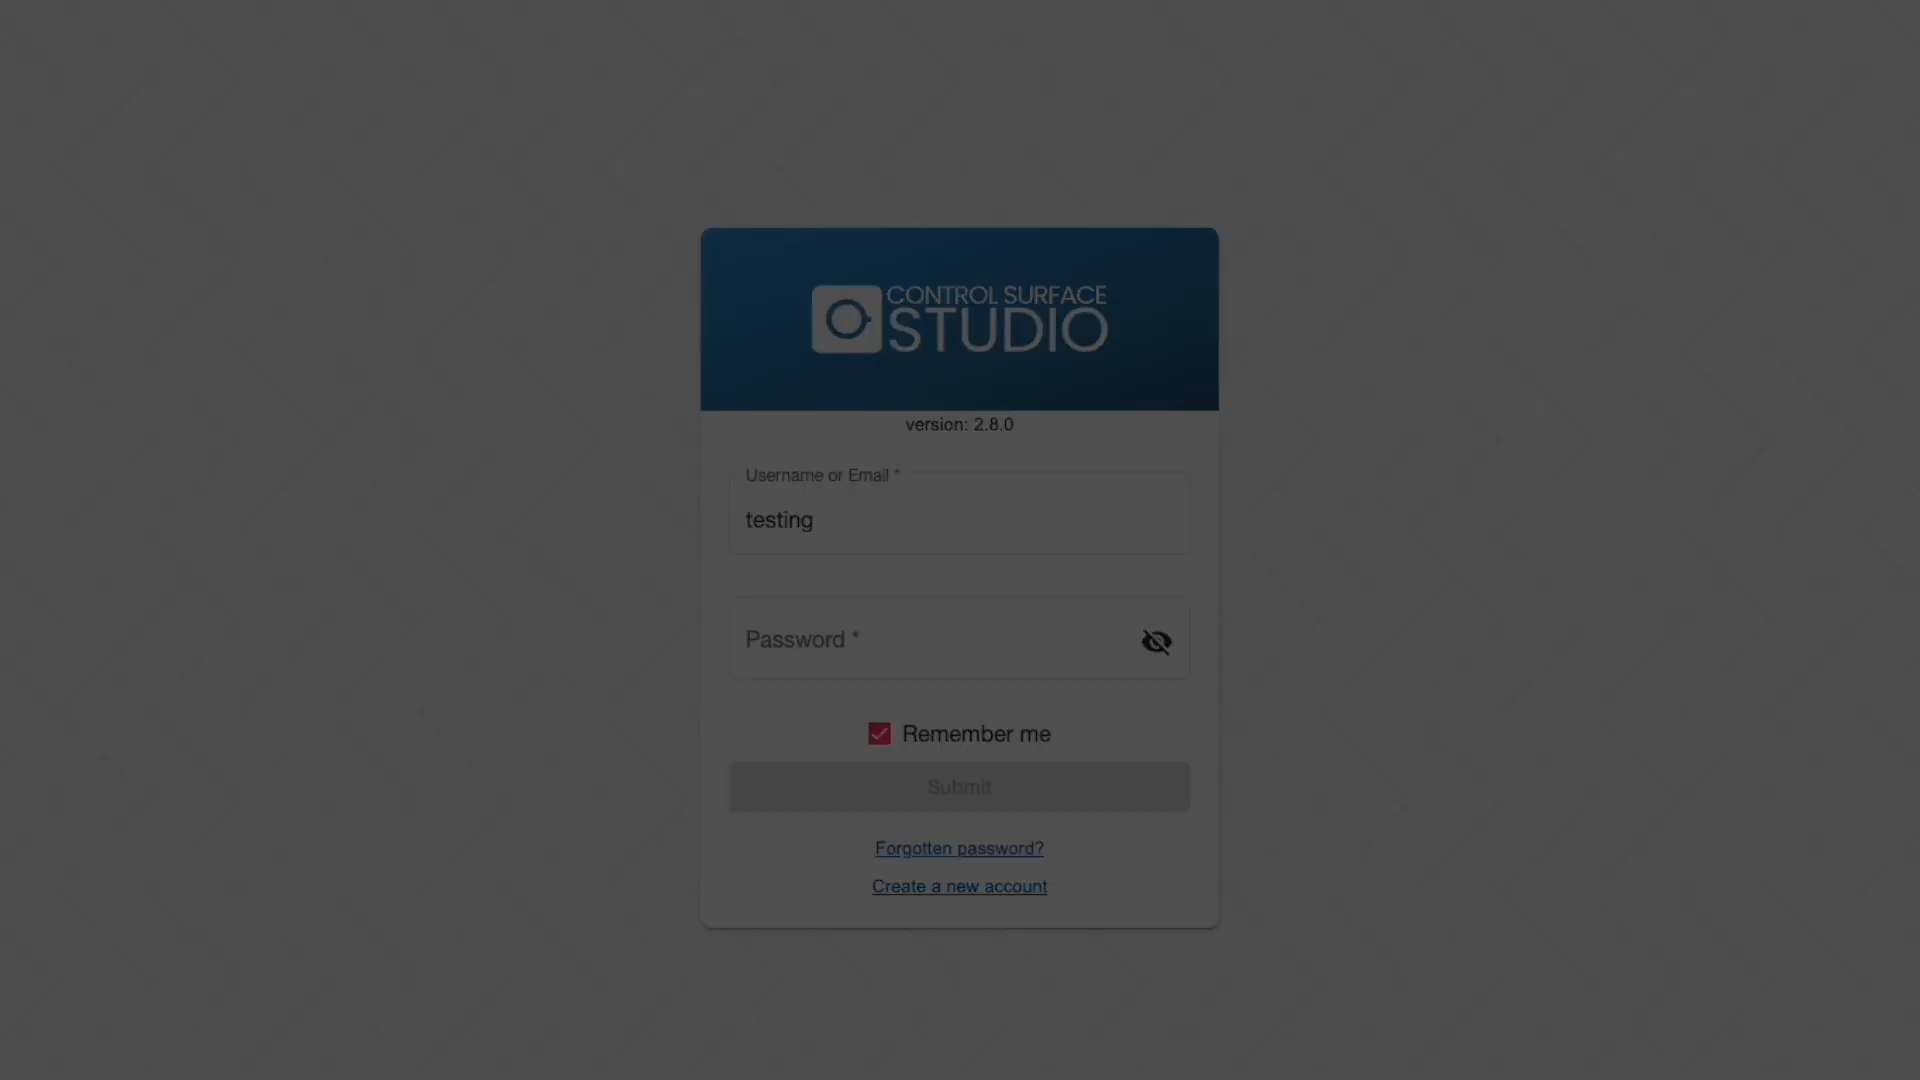 CONTROL SURFACE
STUDIO
version: 2.8.0
Username or Email *
testing
Password *
Remember me
Submit
Forgotten password?
Create a new account